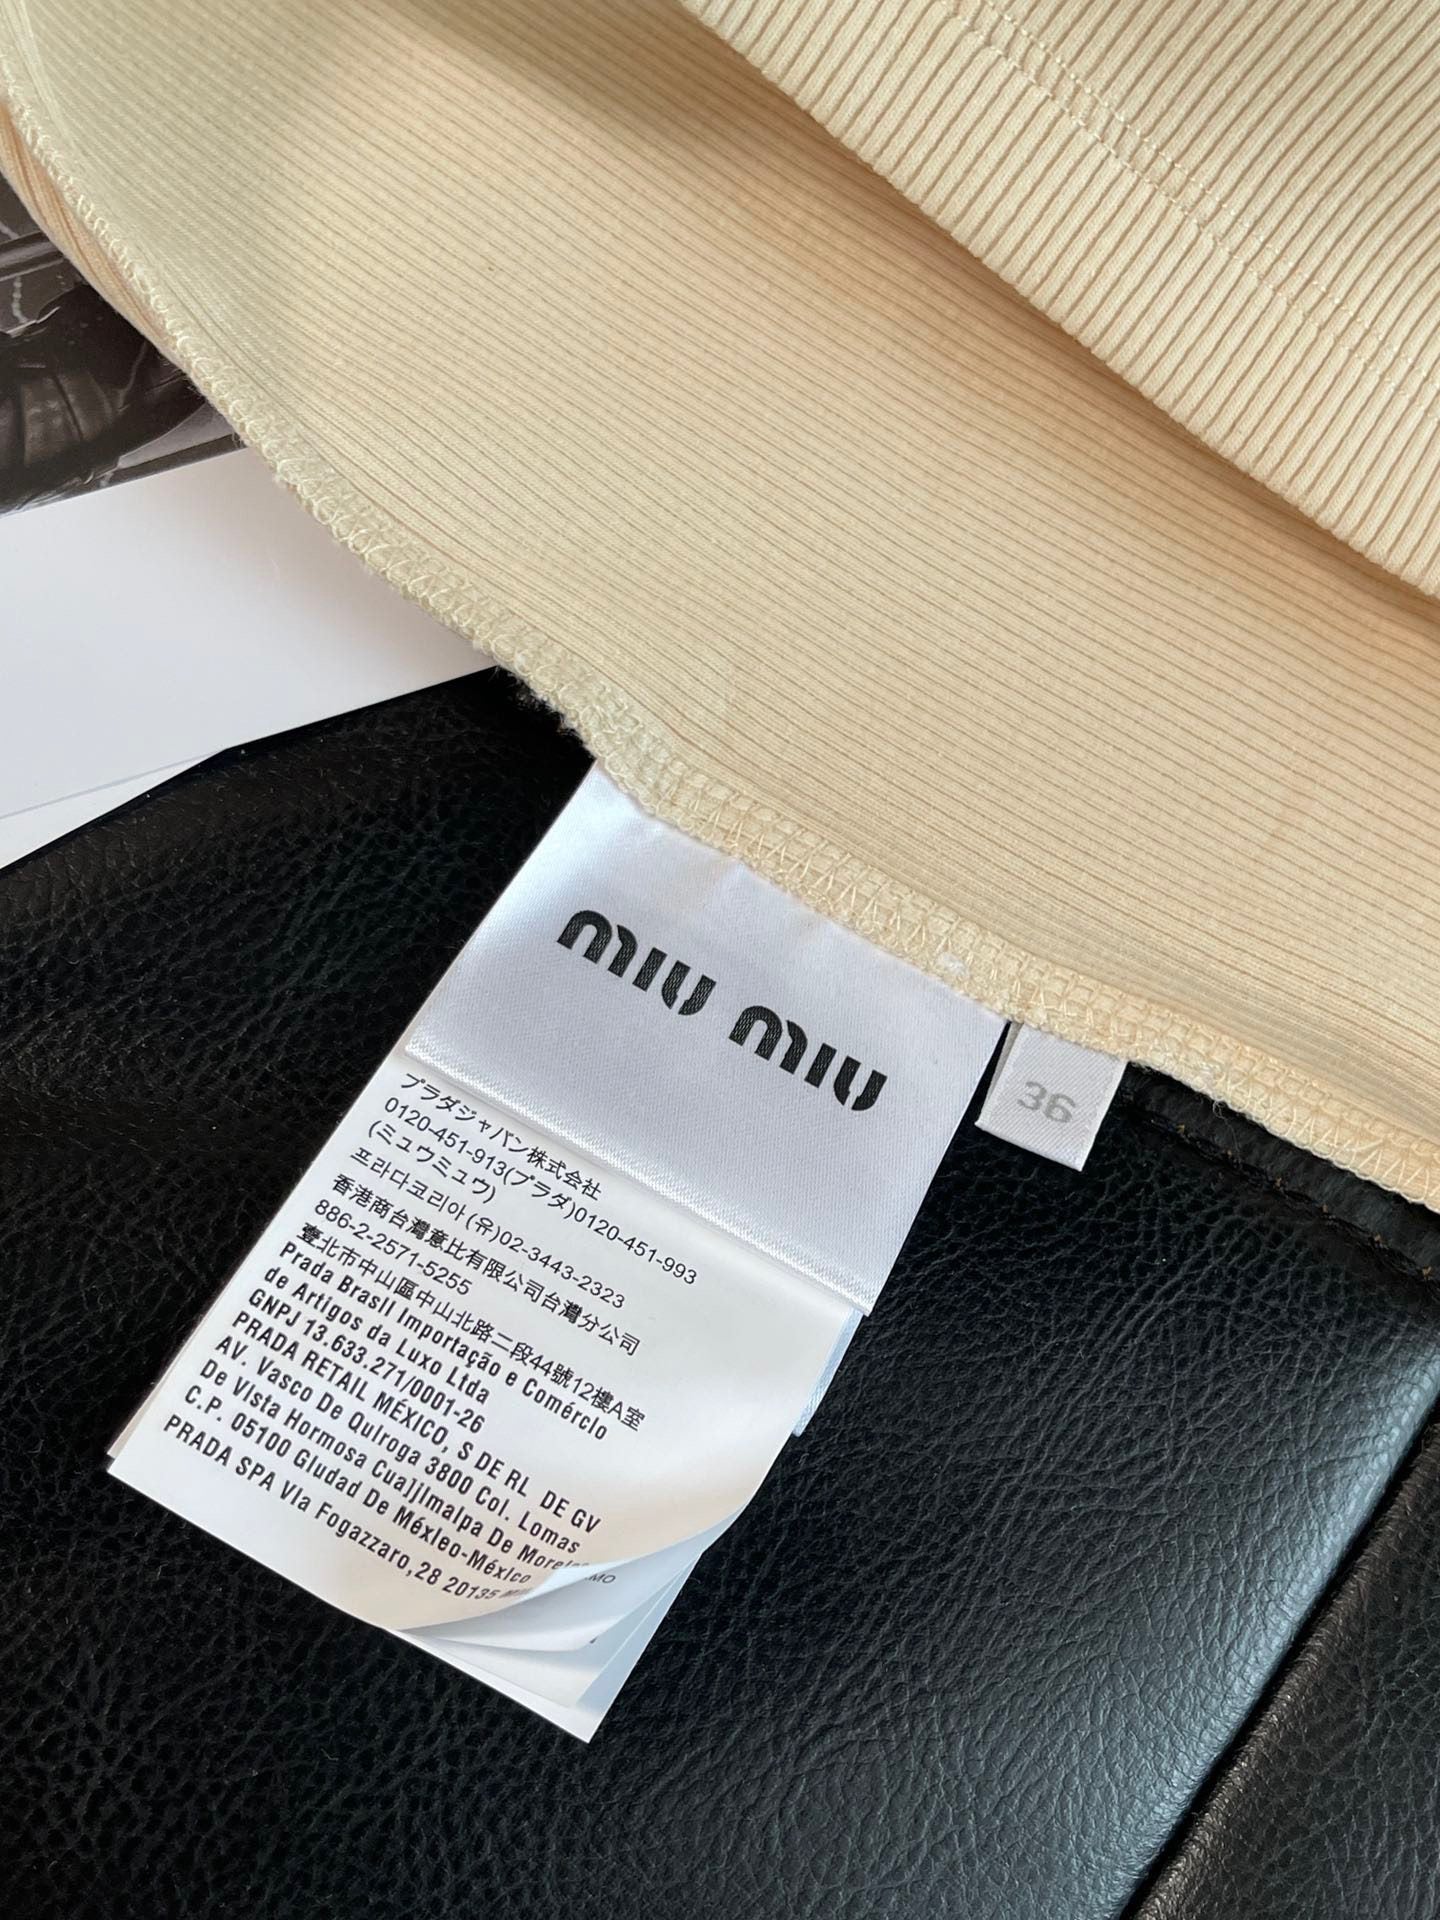 miu miu
36
プラダジャパン株式会社
0120-451-913(プラダ)0120-451-993
(ミュウミュウ)
프라다코리아(유)02-3443-2323
香港商台灣意比有限公司台灣分公司
886-2-2571-5255
臺北市中山區中山北路二段44號12樓A室
Prada Brasil Importação e Comérclo
de Artigos da Luxo Ltda
GNPJ 13.633.271/0001-26
PRADA RETAIL MÉXICO, S DE RL DE GV
AV. Vasco De Quiroga 3800 Col. Lomas
De Vista Hormosa Cuajjlmalpa De
C.P. 05100 Gludad De Méxleo-México
PRADA SPA Vla Fogazzaro,28 20135
MO